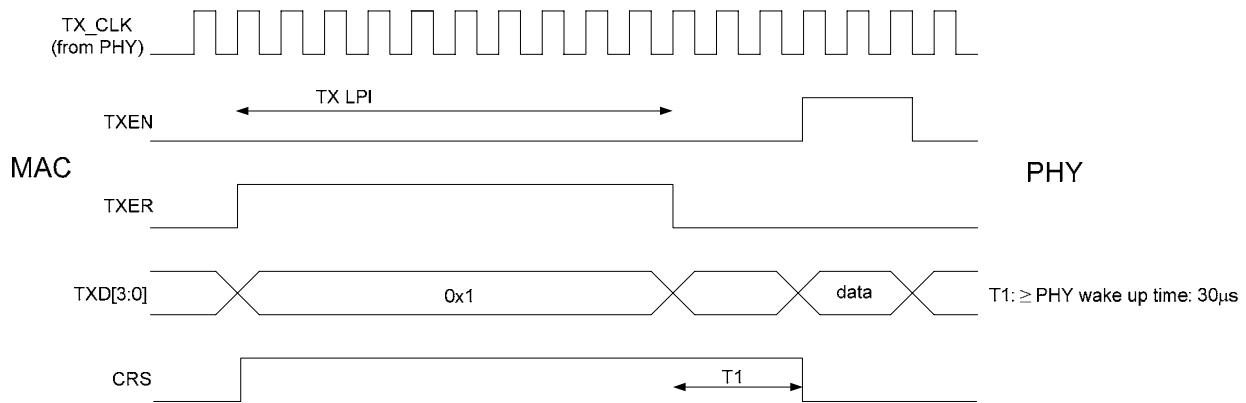 TX_CLK
(from PHY)
TX LPI
TXEN
MAC
PHY
TXER
TXD[3:0]
0x1
data
T1: ≥ PHY wake up time: 30µs
CRS
T1